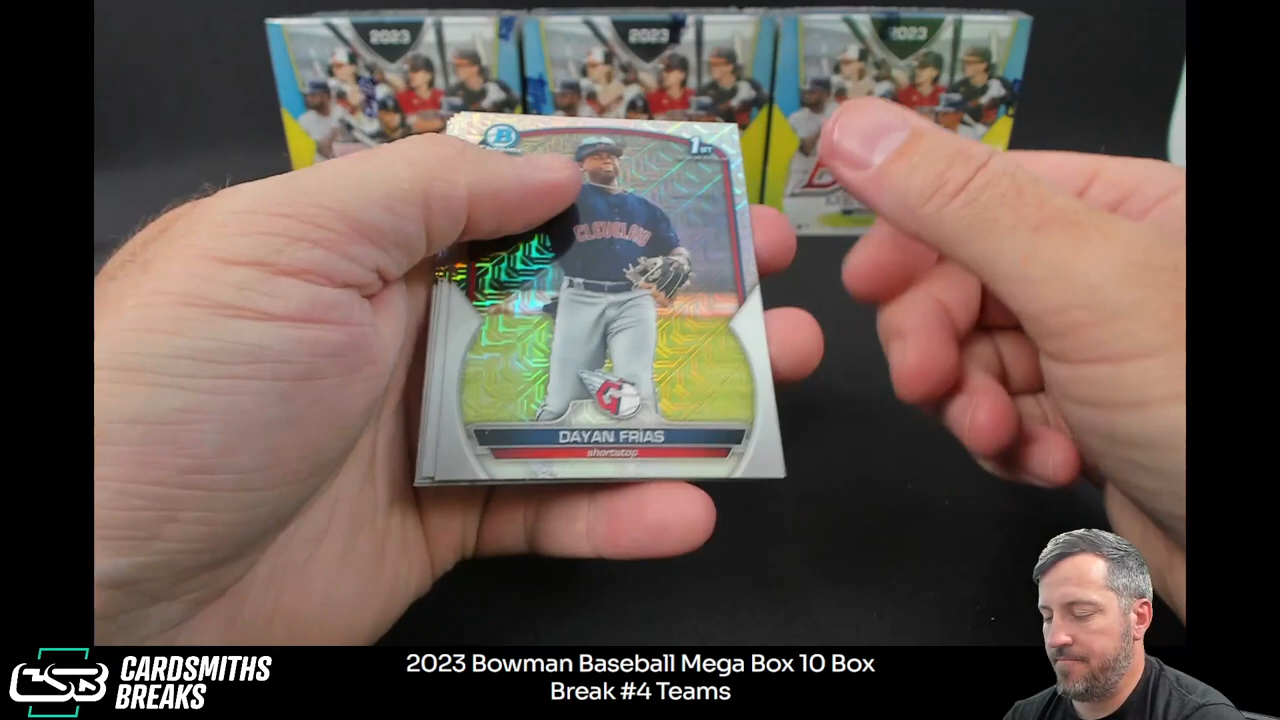 2023
2023
2023
1ST
CLEVELAND
DAYAN FRÍAS
shortstop
CSB
CARDSMITHS
BREAKS
2023 Bowman Baseball Mega Box 10 Box
Break #4 Teams